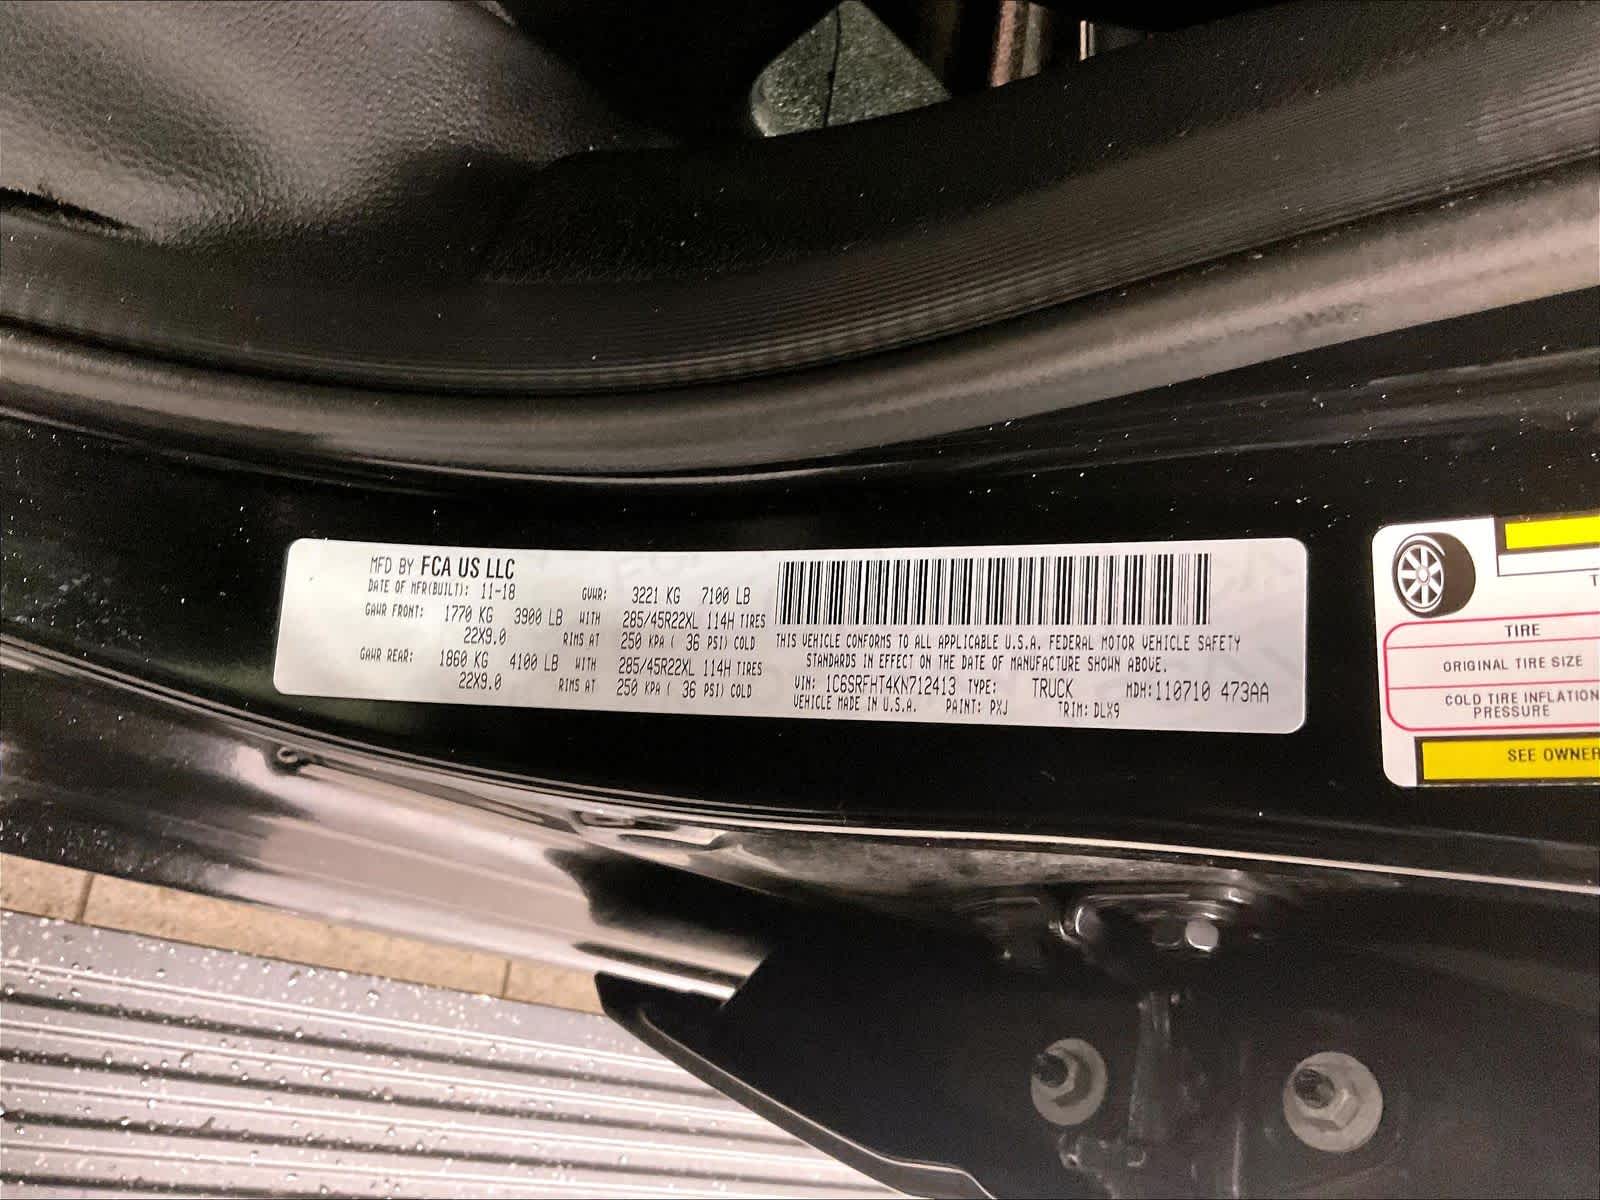 MFD BY FCA US LLC
DATE OF MFR(BUILT): 11-18 GVWR: 3221 KG 7100 LB
GAWR FRONT: 1770 KG 3900 LB WITH 285/45R22XL 114H TIRES
22X9.0 RIMS AT 250 KPA ( 36 PSI) COLD
GAWR REAR: 1860 KG 4100 LB WITH 285/45R22XL 114H TIRES
22X9.0 RIMS AT 250 KPA ( 36 PSI) COLD
THIS VEHICLE CONFORMS TO ALL APPLICABLE U.S.A. FEDERAL MOTOR VEHICLE SAFETY
STANDARDS IN EFFECT ON THE DATE OF MANUFACTURE SHOWN ABOVE.
VIN: 1C6SRFHT4KN712413 TYPE: TRUCK MDH:110710 473AA
VEHICLE MADE IN U.S.A. PAINT: PXJ TRIM: DLX9
T
TIRE
ORIGINAL TIRE SIZE
COLD TIRE INFLATION
PRESSURE
SEE OWNER